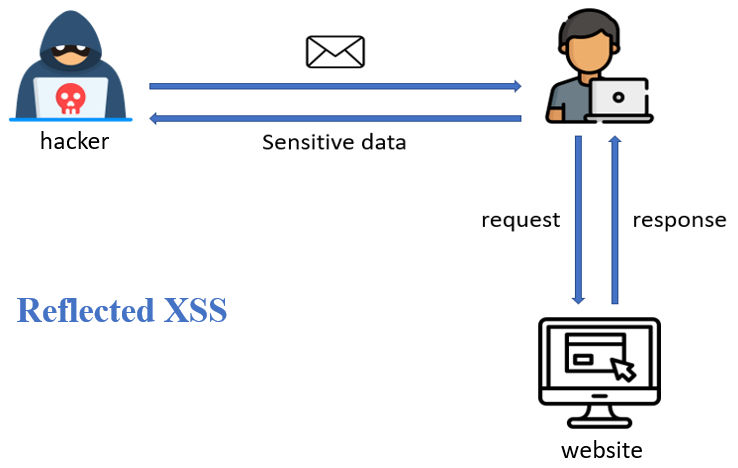 hacker
Sensitive data
request
response
Reflected XSS
website